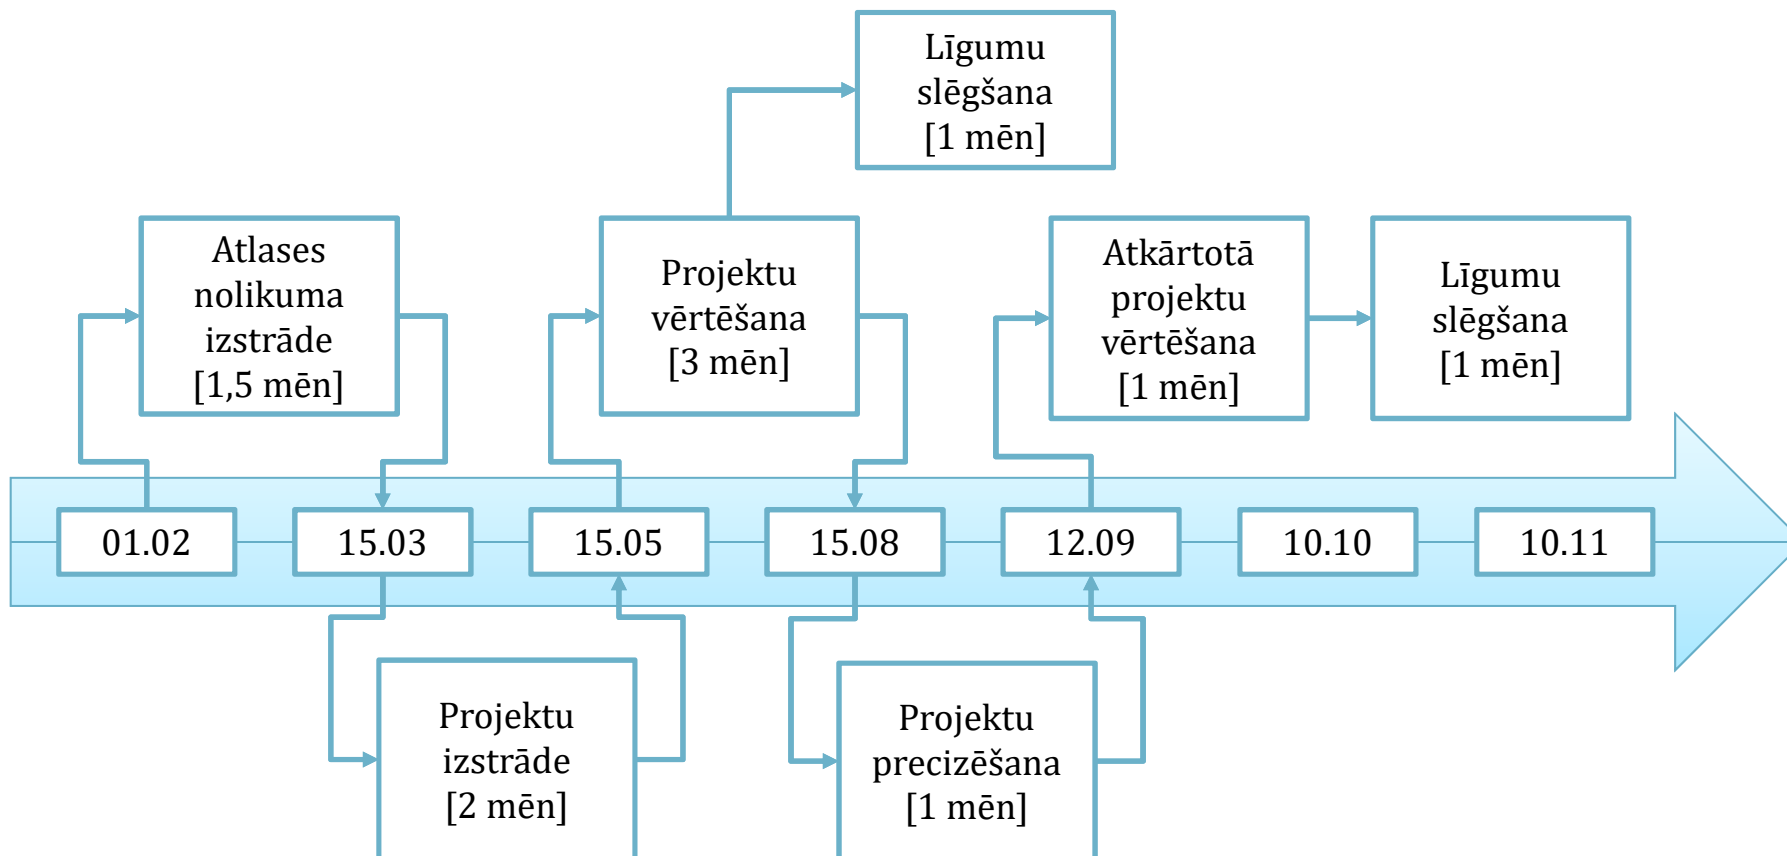 Līgumu
slēgšana
[1 mēn]
Atlases
nolikuma
izstrāde
[1,5 mēn]
Projektu
vērtēšana
[3 mēn]
Atkārtotā
projektu
vērtēšana
[1 mēn]
Līgumu
slēgšana
[1 mēn]
01.02
15.03
15.05
15.08
12.09
10.10
10.11
Projektu
izstrāde
[2 mēn]
Projektu
precizēšana
[1 mēn]